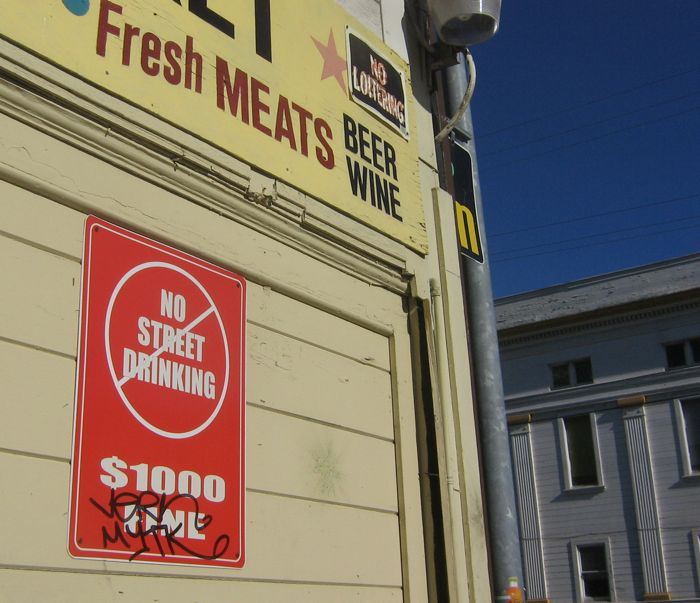 Fresh MEATS
NO
LOITERING
BEER
WINE
n
NO
STREET
DRINKING
$1000
FINE